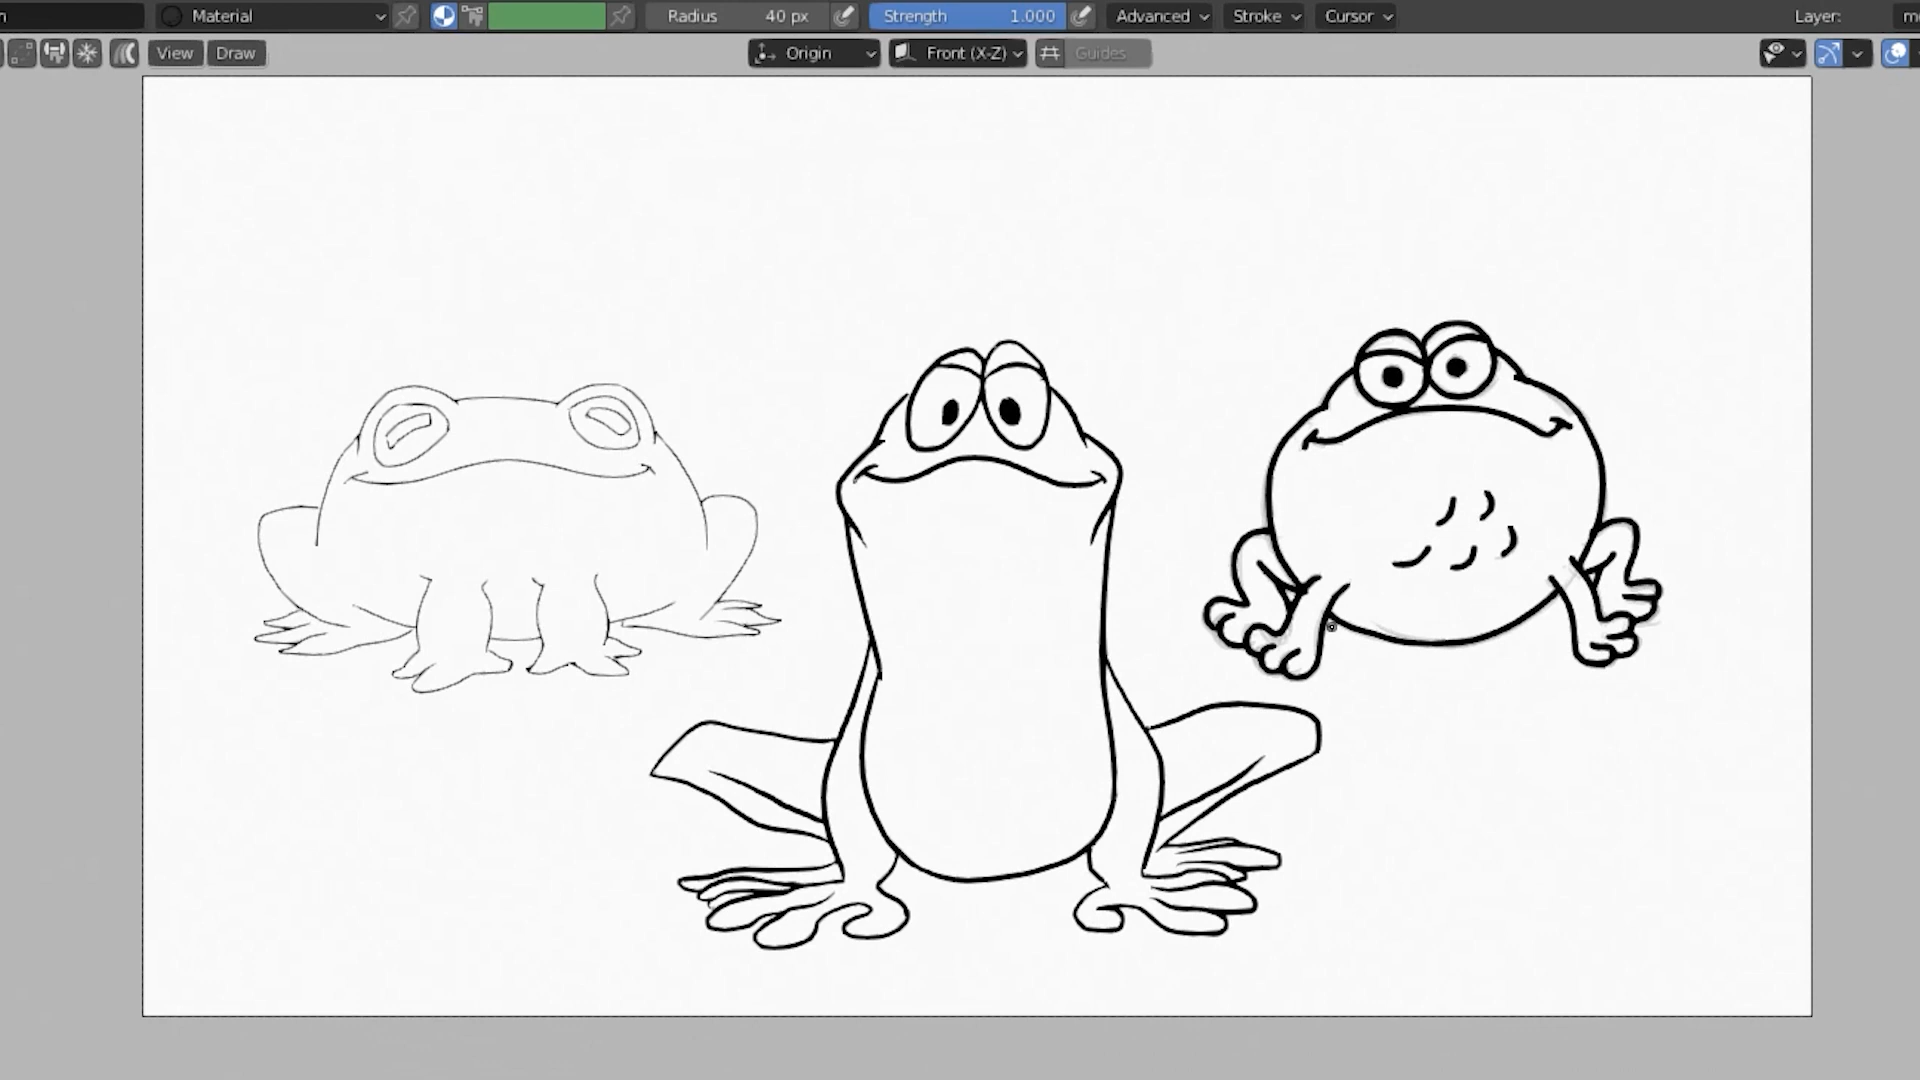 Material Radius 40 px Strength 1.000 Advanced Stroke Cursor Layer:
View Draw Origin Front (X-Z) Guides